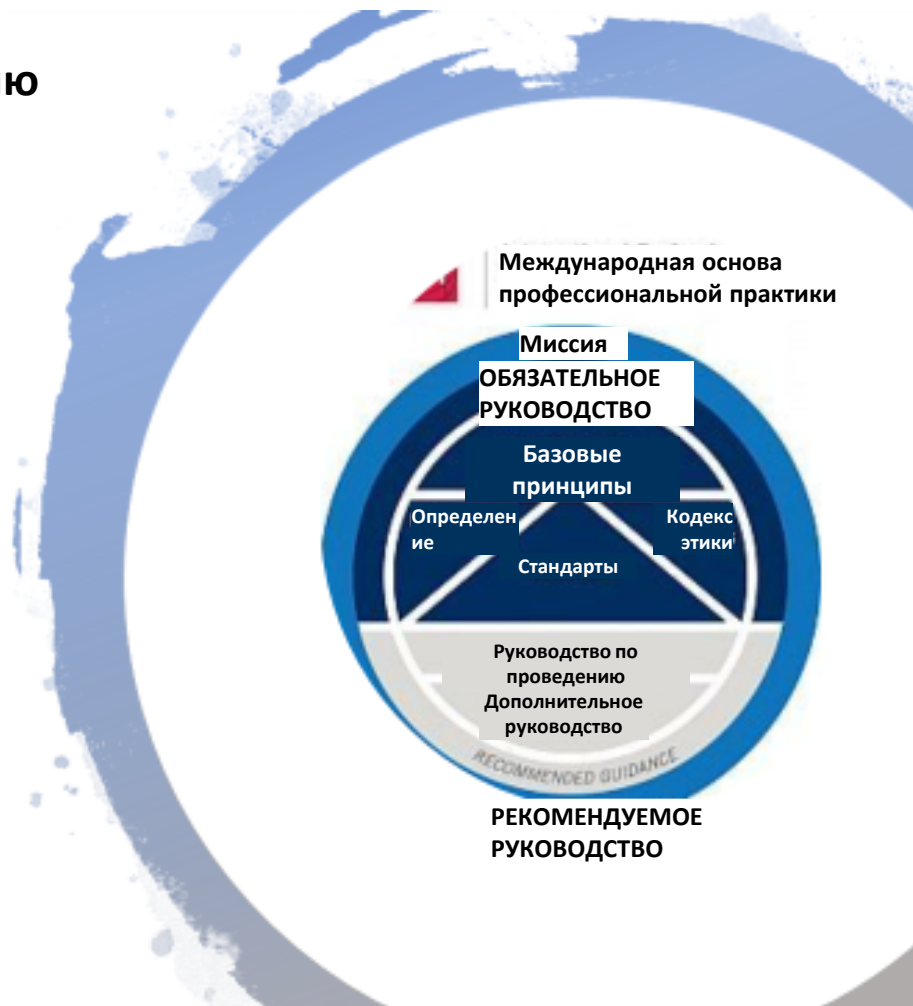 ию
Международная основа
профессиональной практики
Миссия
ОБЯЗАТЕЛЬНОЕ
РУКОВОДСТВО
Базовые
принципы
Определен
ие
Кодекс
этики
Стандарты
Руководство по
проведению
Дополнительное
руководство
RECOMMENDED GUIDANCE
РЕКОМЕНДУЕМОЕ
РУКОВОДСТВО